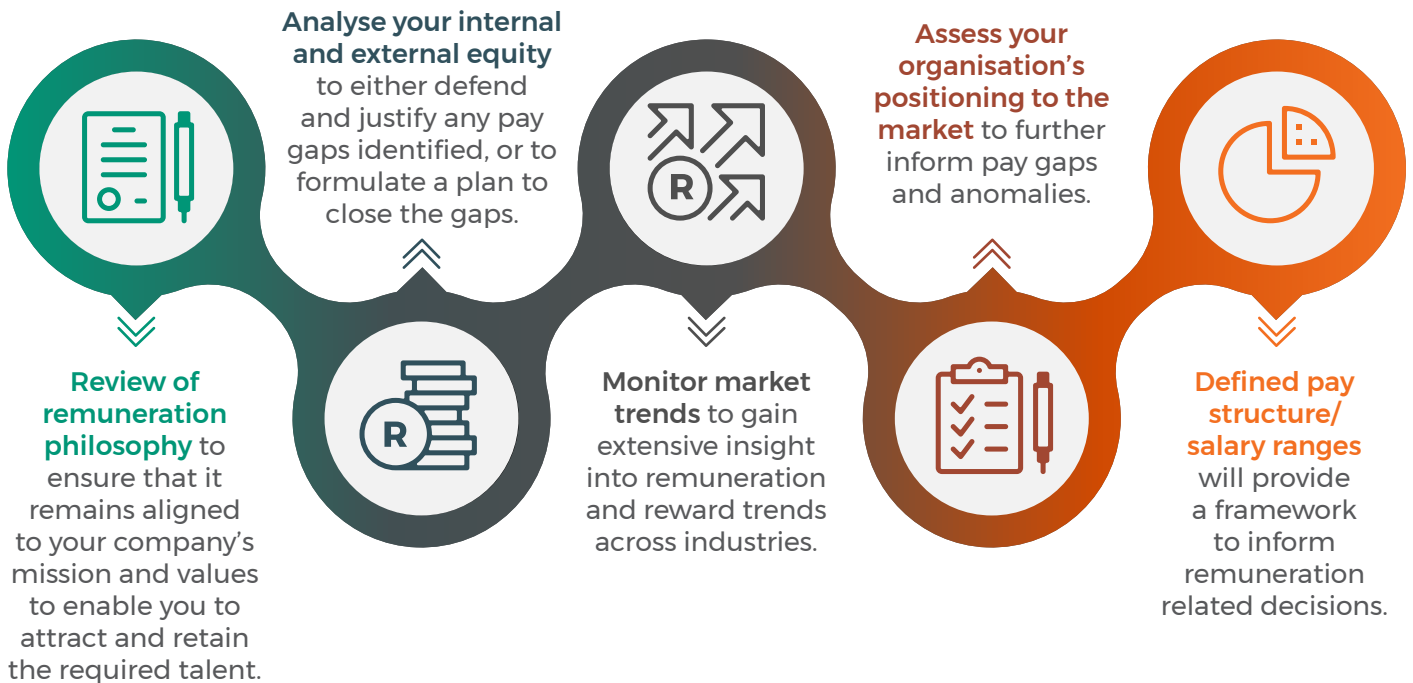 Review of
remuneration
philosophy to
ensure that it
remains aligned
to your company's
mission and values
to enable you to
attract and retain
the required talent.
Analyse your internal
and external equity
to either defend
and justify any pay
gaps identified, or to
formulate a plan to
close the gaps.
R
R
Monitor market
trends to gain
extensive insight
into remuneration
and reward trends
across industries.
Assess your
organisation's
positioning to the
market to further
inform pay gaps
and anomalies.
Defined pay
structure/
salary ranges
will provide
a framework
to inform
remuneration
related decisions.